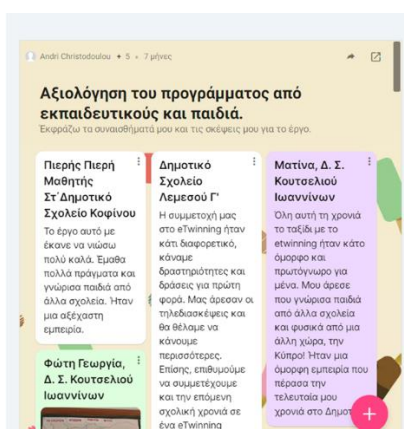 Andri Christodoulou + 5 • 7 μήνες
Αξιολόγηση του προγράμματος από
εκπαιδευτικούς και παιδιά.
Εκφράζω τα συναισθήματά μου και τις σκέψεις μου για το έργο.
Πιερής Πιερή
Μαθητής
Στ΄Δημοτικό
Σχολείο Κοφίνου
Το έργο αυτό με
έκανε να νιώσω
πολύ καλά. Έμαθα
πολλά πράγματα και
γνώρισα παιδιά από
άλλα σχολεία. Ήταν
μια αξέχαστη
εμπειρία.
Φώτη Γεωργία,
Δ. Σ. Κουτσελιού
Ιωαννίνων
Δημοτικό
Σχολείο
Λεμεσού Γ'
Η συμμετοχή μας
στο eTwinning ήταν
κάτι διαφορετικό,
κάναμε
δραστηριότητες και
δράσεις για πρώτη
φορά. Μας άρεσαν οι
τηλεδιασκέψεις και
θα θέλαμε να
κάνουμε
περισσότερες.
Επίσης, επιθυμούμε
να συμμετέχουμε
και την επόμενη
σχολική χρονιά σε
ένα eTwinning
Ματίνα, Δ. Σ.
Κουτσελιού
Ιωαννίνων
Όλη αυτή τη χρονιά
το ταξίδι με το
etwinning ήταν κάτο
όμορφο και
πρωτόγνωρο για
μένα. Μου άρεσε
που γνώρισα παιδιά
από άλλα σχολεία
και φυσικά από μια
άλλη χώρα, την
Κύπρο! Ήταν μια
όμορφη εμπειρία που
πέρασα την
τελευταία μου
χρονιά στο Δημοτ